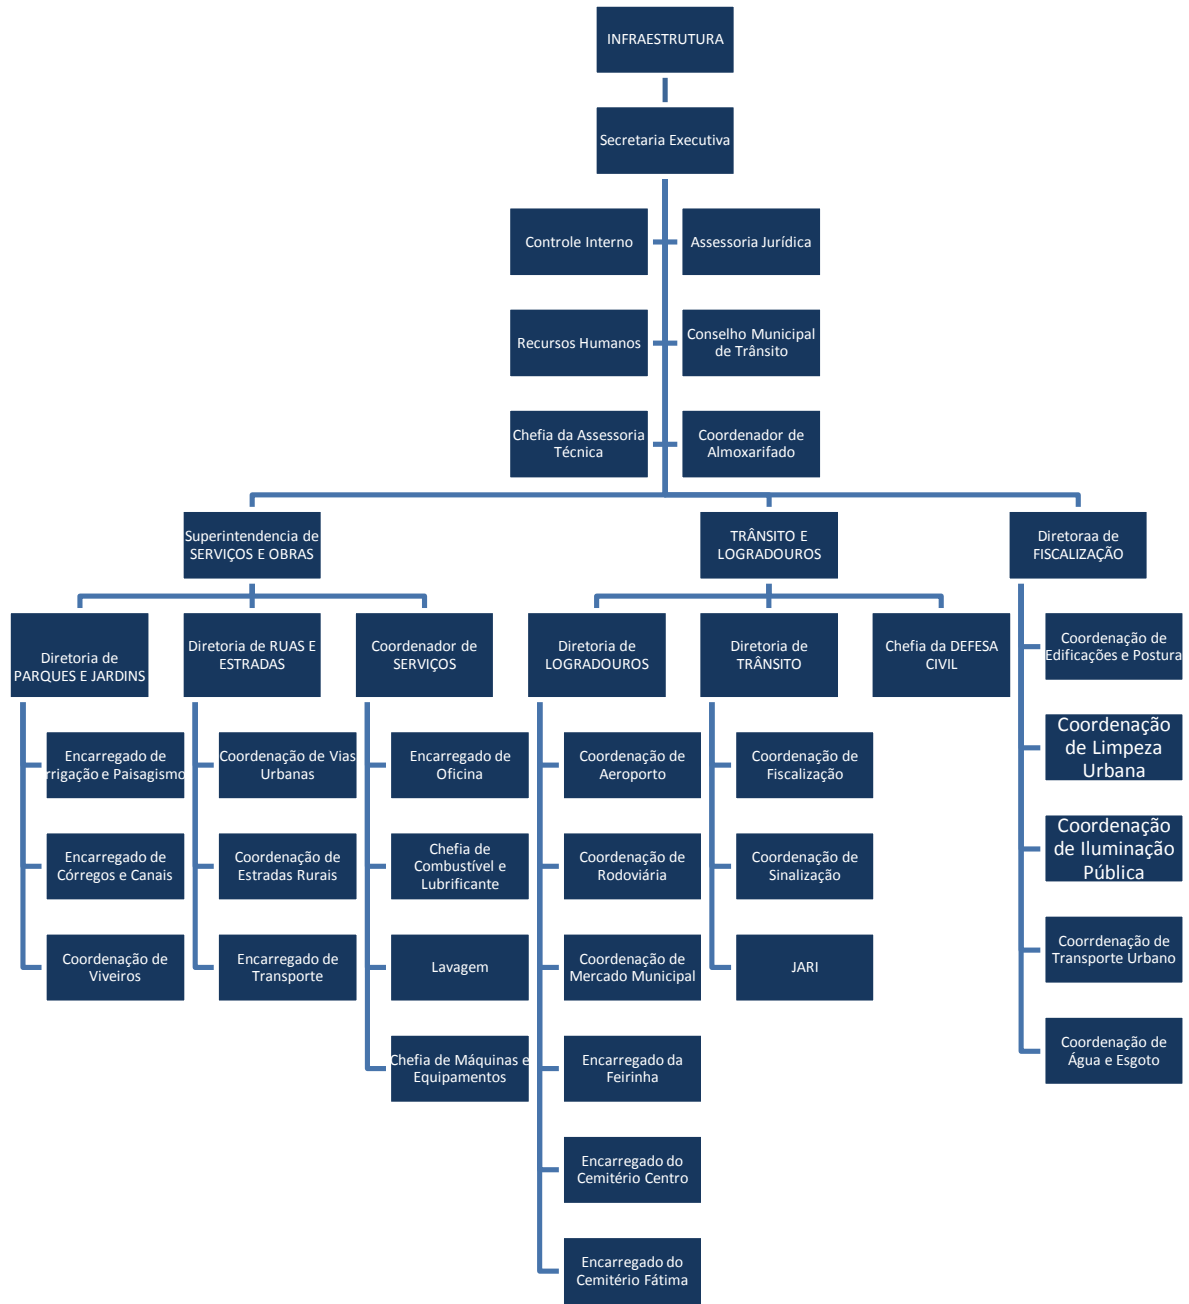 INFRAESTRUTURA
Secretaria Executiva
Controle Interno
Assessoria Jurídica
Recursos Humanos
Conselho Municipal
de Trânsito
Chefia da Assessoria
Técnica
Coordenador de
Almoxarifado
Superintendencia de
SERVIÇOS E OBRAS
TRÂNSITO E
LOGRADOUROS
Diretoraa de
FISCALIZAÇÃO
Diretoria de
PARQUES E JARDINS
Diretoria de RUAS E
ESTRADAS
Coordenador de
SERVIÇOS
Diretoria de
LOGRADOUROS
Diretoria de
TRÂNSITO
Chefia da DEFESA
CIVIL
Encarregado de
Irrigação e Paisagismo
Encarregado de
Córregos e Canais
Coordenação de
Viveiros
Coordenação de Vias
Urbanas
Coordenação de
Estradas Rurais
Encarregado de
Transporte
Encarregado de
Oficina
Chefia de
Combustível e
Lubrificante
Lavagem
Chefia de Máquinas e
Equipamentos
Coordenação de
Aeroporto
Coordenação de
Rodoviária
Coordenação de
Mercado Municipal
Encarregado da
Feirinha
Encarregado do
Cemitério Centro
Encarregado do
Cemitério Fátima
Coordenação de
Fiscalização
Coordenação de
Sinalização
JARI
Coordenação de
Edificações e Postura
Coordenação
de Limpeza
Urbana
Coordenação
de Iluminação
Pública
Coorrdenação de
Transporte Urbano
Coordenação de
Água e Esgoto